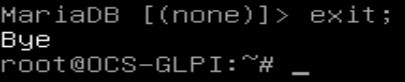 MariaDB [(none)]> exit;
Bye
root@OCS-GLPI:~# _